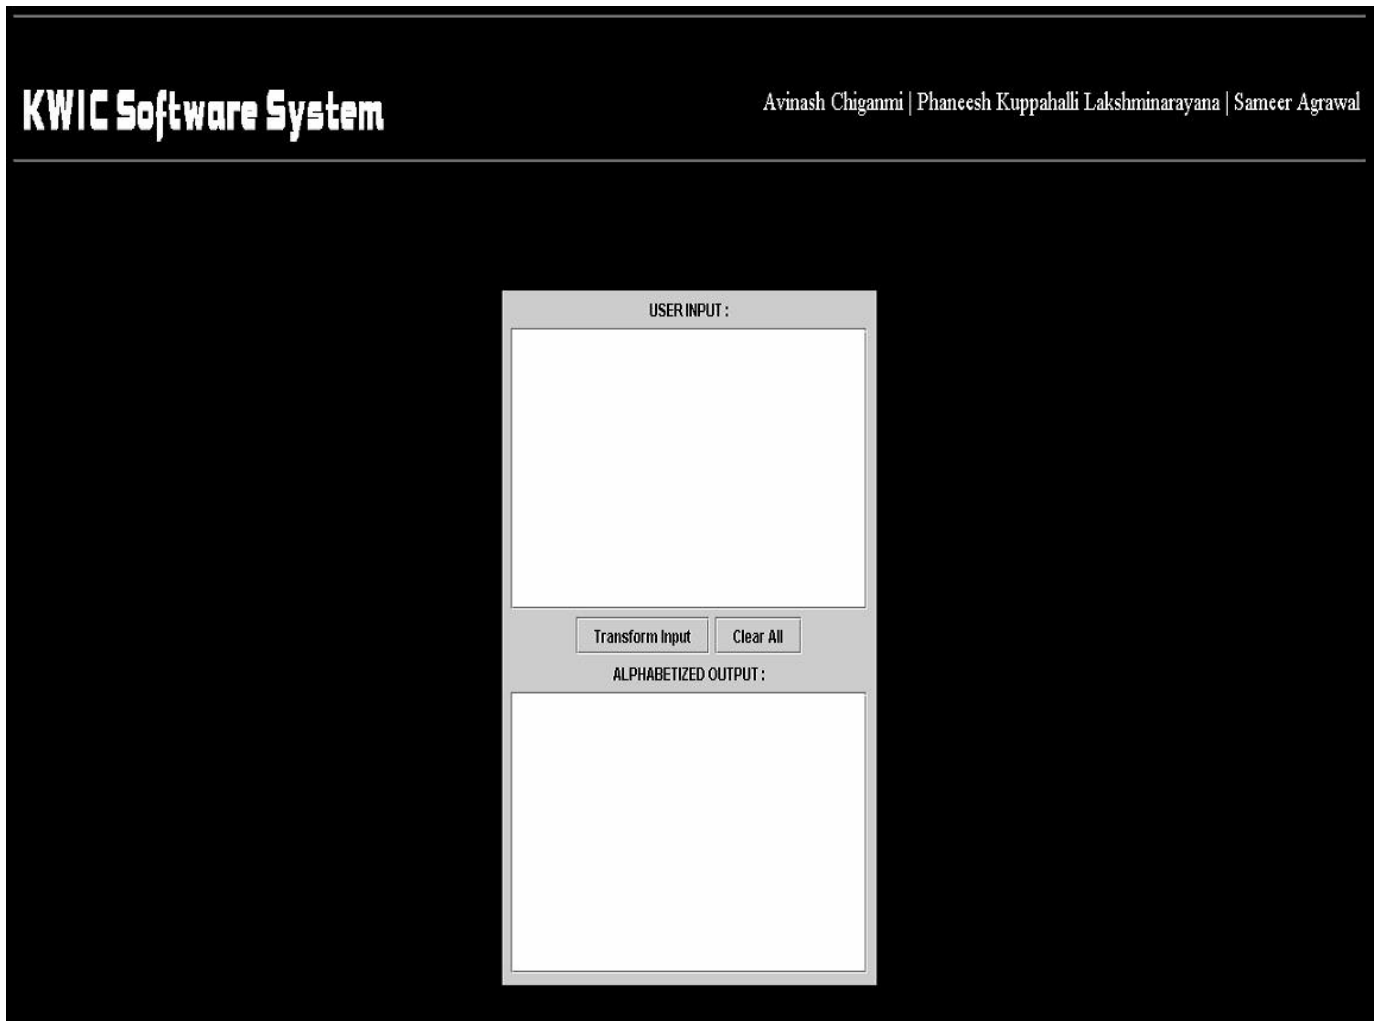 KWIC Software System
Avinash Chiganmi | Phaneesh Kuppahalli Lakshminarayana | Sameer Agrawal
USER INPUT :
Transform Input
Clear All
ALPHABETIZED OUTPUT :